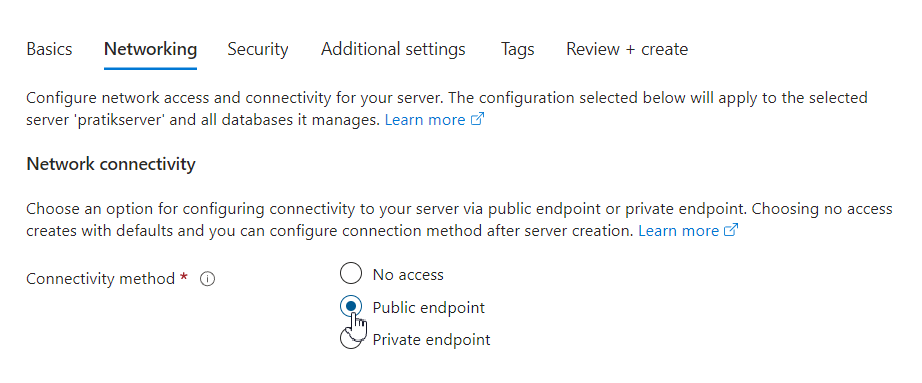 Basics Networking Security Additional settings Tags Review + create
Configure network access and connectivity for your server. The configuration selected below will apply to the selected
server 'pratikserver' and all databases it manages. Learn more
Network connectivity
Choose an option for configuring connectivity to your server via public endpoint or private endpoint. Choosing no access
creates with defaults and you can configure connection method after server creation. Learn more
Connectivity method *
No access
Public endpoint
Private endpoint